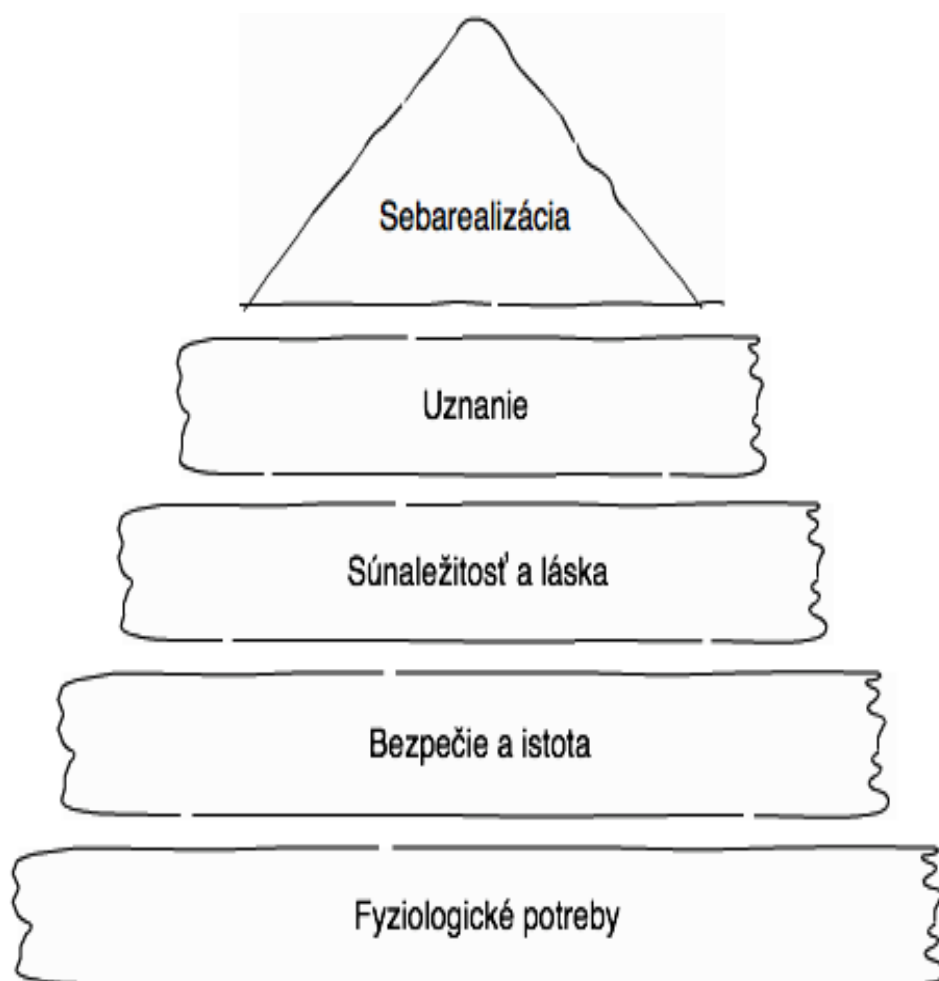 Sebarealizácia
Uznanie
Súnaležitosť a láska
Bezpečie a istota
Fyziologické potreby